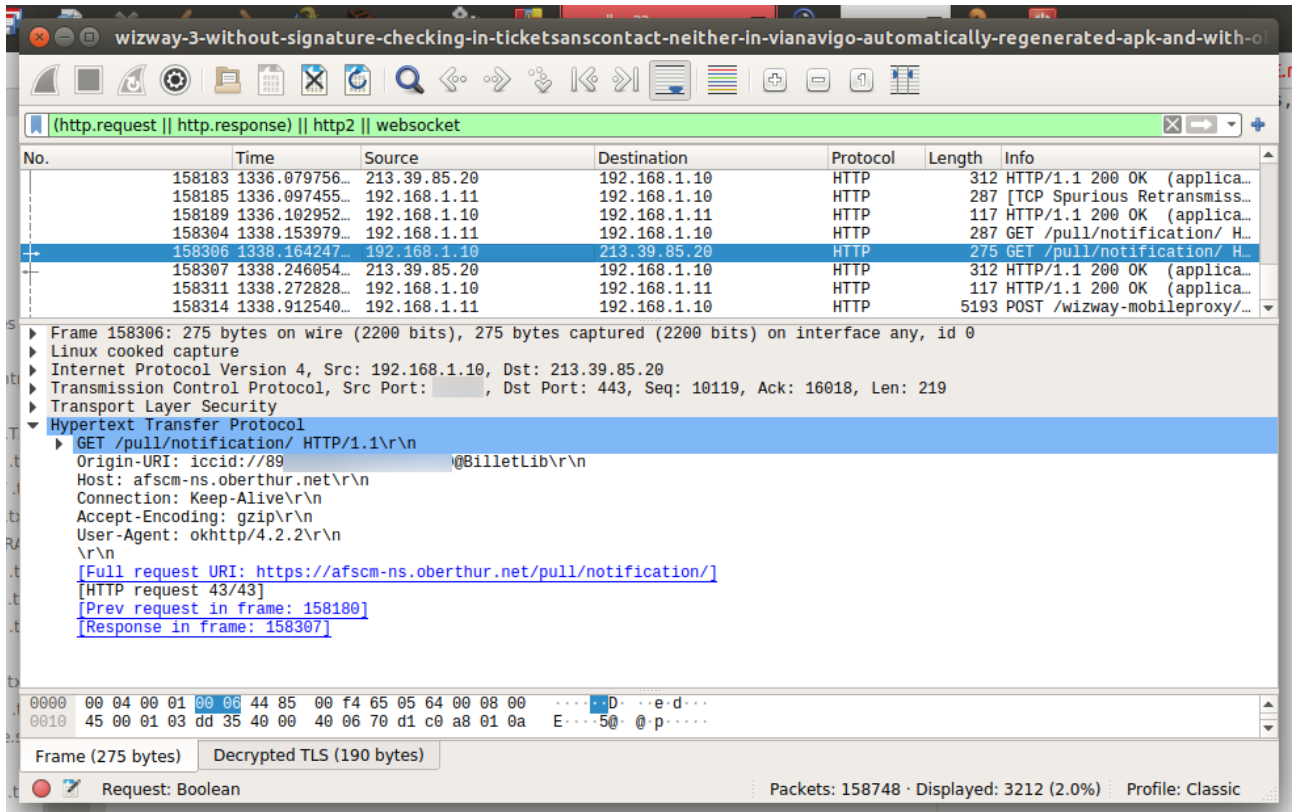 wizway-3-without-signature-checking-in-ticketsanscontact-neither-in-vianavigo-automatically-regenerated-apk-and-with-ol
(http.request || http.response) || http2 || websocket
No. Time Source Destination Protocol Length Info
158183 1336.079756… 213.39.85.20 192.168.1.10 HTTP 312 HTTP/1.1 200 OK (applica…
158185 1336.097455… 192.168.1.11 192.168.1.10 HTTP 287 [TCP Spurious Retransmiss…
158189 1336.102952… 192.168.1.10 192.168.1.11 HTTP 117 HTTP/1.1 200 OK (applica…
158304 1338.153979… 192.168.1.11 192.168.1.10 HTTP 287 GET /pull/notification/ H…
158306 1338.164247… 192.168.1.10 213.39.85.20 HTTP 275 GET /pull/notification/ H…
158307 1338.246054… 213.39.85.20 192.168.1.10 HTTP 312 HTTP/1.1 200 OK (applica…
158311 1338.272828… 192.168.1.10 192.168.1.11 HTTP 117 HTTP/1.1 200 OK (applica…
158314 1338.912540… 192.168.1.11 192.168.1.10 HTTP 5193 POST /wizway-mobileproxy/…
Frame 158306: 275 bytes on wire (2200 bits), 275 bytes captured (2200 bits) on interface any, id 0
Linux cooked capture
Internet Protocol Version 4, Src: 192.168.1.10, Dst: 213.39.85.20
Transmission Control Protocol, Src Port: , Dst Port: 443, Seq: 10119, Ack: 16018, Len: 219
Transport Layer Security
Hypertext Transfer Protocol
GET /pull/notification/ HTTP/1.1\r\n
Origin-URI: iccid://89 @BilletLib\r\n
Host: afscm-ns.oberthur.net\r\n
Connection: Keep-Alive\r\n
Accept-Encoding: gzip\r\n
User-Agent: okhttp/4.2.2\r\n
\r\n
[Full request URI: https://afscm-ns.oberthur.net/pull/notification/]
[HTTP request 43/43]
[Prev request in frame: 158180]
[Response in frame: 158307]
0000 00 04 00 01 00 06 44 85 00 f4 65 05 64 00 08 00 ······D· ··e·d···
0010 45 00 01 03 dd 35 40 00 40 06 70 d1 c0 a8 01 0a E····5@· @·p·····
Frame (275 bytes) Decrypted TLS (190 bytes)
Request: Boolean Packets: 158748 · Displayed: 3212 (2.0%) Profile: Classic